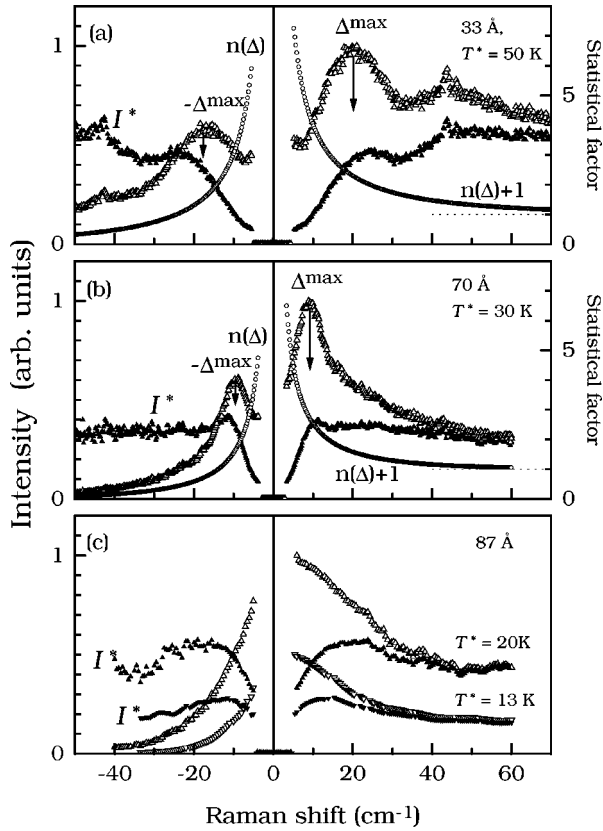 (a)
n(Δ)
Δmax
33 Å,
T* = 50 K
-Δmax
I*
n(Δ)+1
1
0
5
0
Statistical factor
(b)
Δmax
70 Å
T* = 30 K
n(Δ)
-Δmax
I*
n(Δ)+1
1
0
5
0
Statistical factor
Intensity (arb. units)
(c)
87 Å
I*
T* = 20K
I*
T* = 13 K
1
0
-40 -20 0 20 40 60
Raman shift (cm-1)